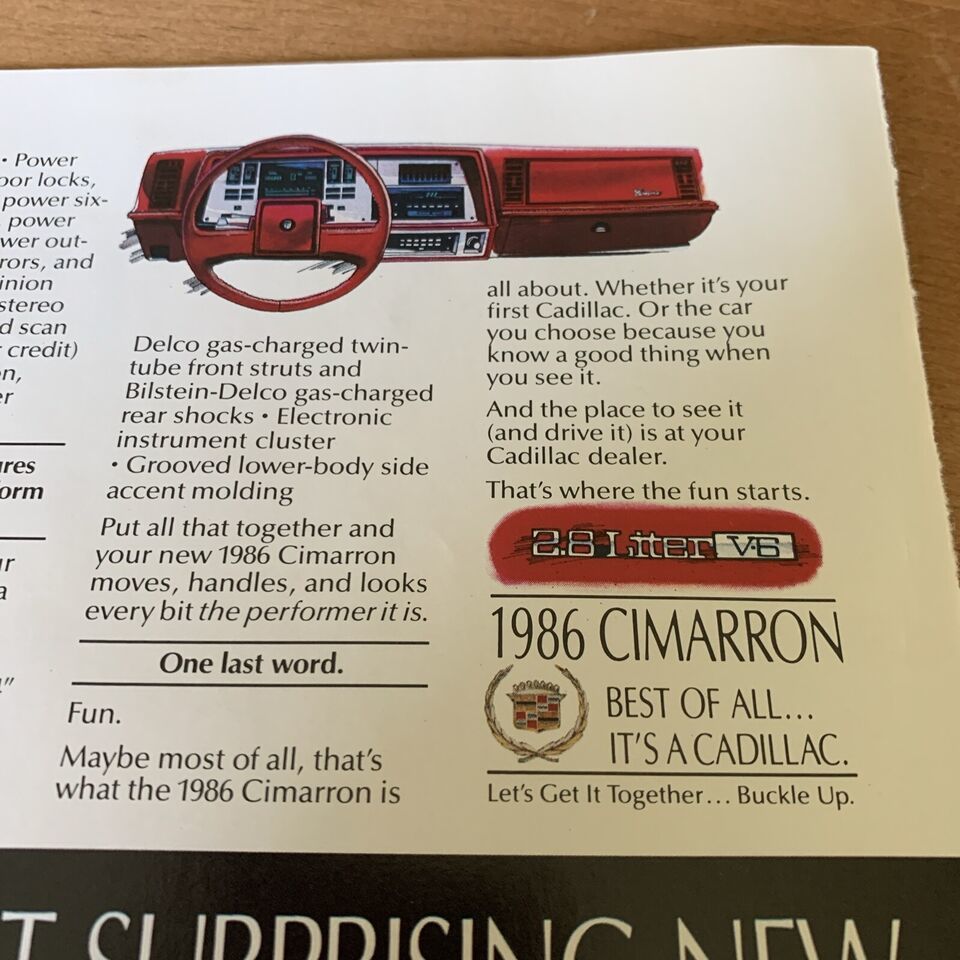 • Power
oor locks,
power six-
power
wer out-
rors, and
inion
stereo
d scan
credit)
on,
er
ures
orm
ur
a
Delco gas-charged twin-
tube front struts and
Bilstein-Delco gas-charged
rear shocks • Electronic
instrument cluster
• Grooved lower-body side
accent molding
Put all that together and
your new 1986 Cimarron
moves, handles, and looks
every bit the performer it is.
One last word.
Fun.
Maybe most of all, that's
what the 1986 Cimarron is
all about. Whether it's your
first Cadillac. Or the car
you choose because you
know a good thing when
you see it.
And the place to see it
(and drive it) is at your
Cadillac dealer.
That's where the fun starts.
2.8 Liter V-6
1986 CIMARRON
BEST OF ALL...
IT'S A CADILLAC.
Let's Get It Together... Buckle Up.
T SURPRISING NEW